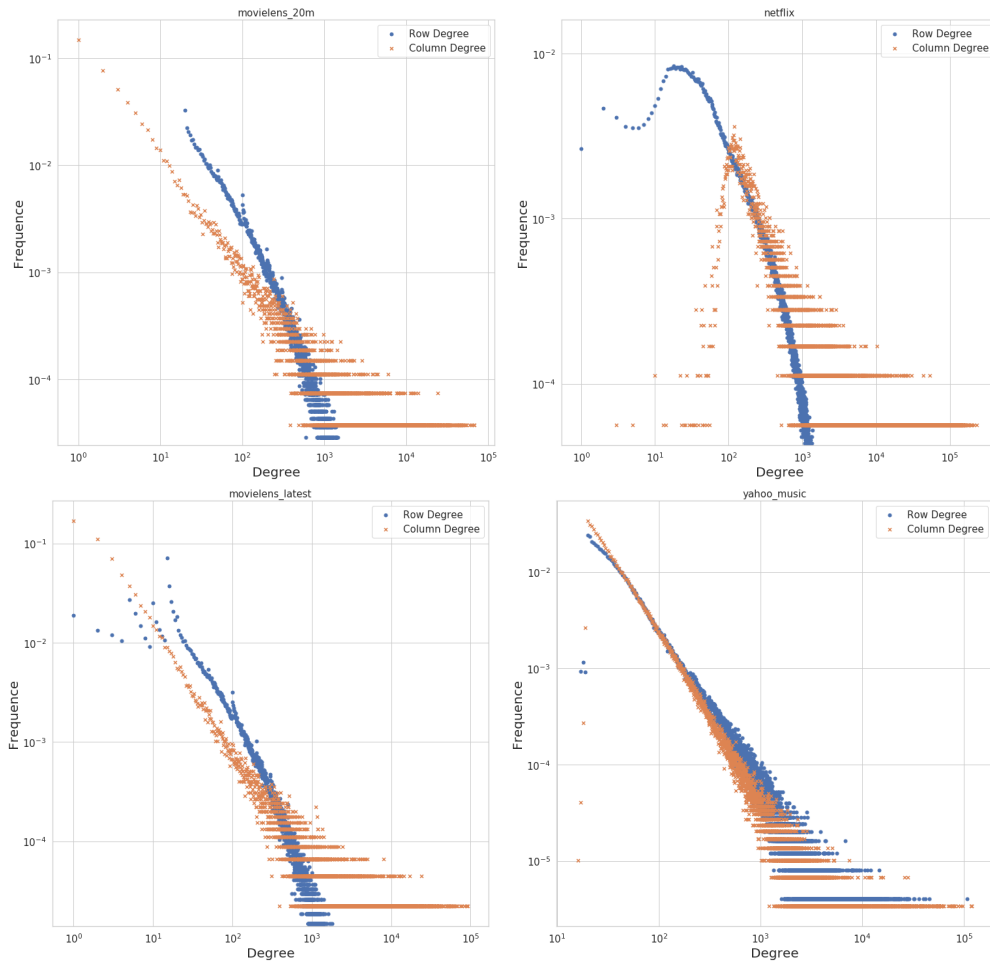 movielens_20m
Row Degree
Column Degree
Frequence
10⁻¹
10⁻²
10⁻³
10⁻⁴
10⁰ 10¹ 10² 10³ 10⁴ 10⁵
Degree
netflix
Row Degree
Column Degree
Frequence
10⁻²
10⁻³
10⁻⁴
10⁰ 10¹ 10² 10³ 10⁴ 10⁵
Degree
movielens_latest
Row Degree
Column Degree
Frequence
10⁻¹
10⁻²
10⁻³
10⁻⁴
10⁰ 10¹ 10² 10³ 10⁴ 10⁵
Degree
yahoo_music
Row Degree
Column Degree
Frequence
10⁻²
10⁻³
10⁻⁴
10⁻⁵
10¹ 10² 10³ 10⁴ 10⁵
Degree